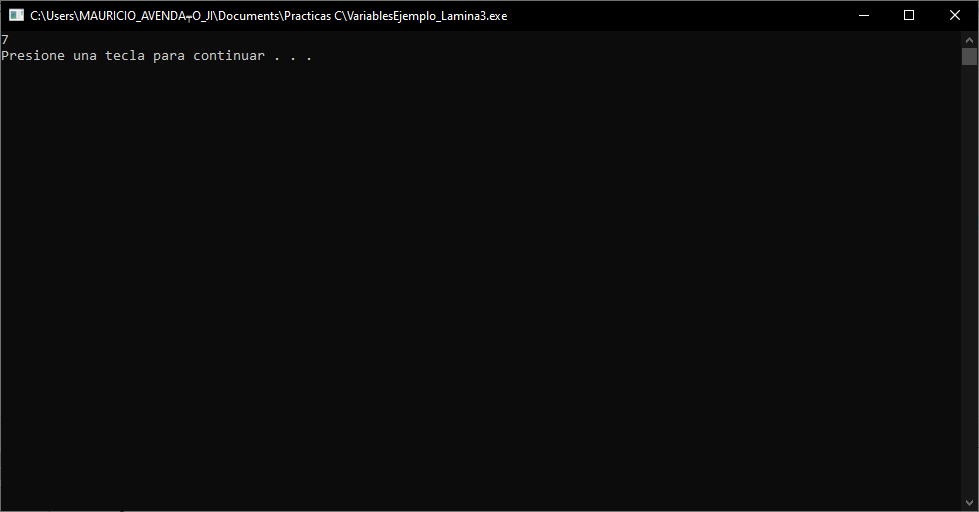 C:\Users\MAURICIO_AVENDA╤O_JI\Documents\Practicas C\VariablesEjemplo_Lamina3.exe
7
Presione una tecla para continuar . . .